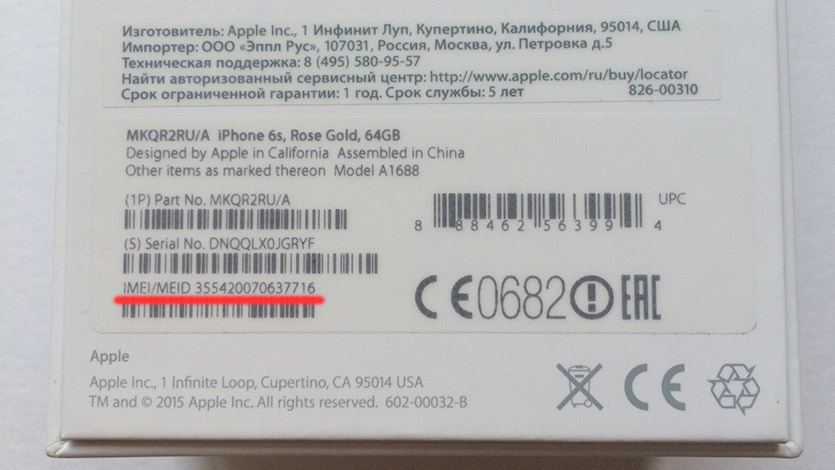 Изготовитель: Apple Inc., 1 Инфинит Луп, Купертино, Калифорния, 95014, США
Импортер: ООО «Эппл Рус», 107031, Россия, Москва, ул. Петровка д.5
Техническая поддержка: 8 (495) 580-95-57
Найти авторизованный сервисный центр: http://www.apple.com/ru/buy/locator
Срок ограниченной гарантии: 1 год. Срок службы: 5 лет 826-00310
MKQR2RU/A iPhone 6s, Rose Gold, 64GB
Designed by Apple in California Assembled in China
Other items as marked thereon Model A1688
(1P) Part No. MKQR2RU/A
UPC
8 88462 56399 4
(S) Serial No. DNQQLX0JGRYF
IMEI/MEID 355420070637716
CE0682 EAC
Apple
Apple Inc., 1 Infinite Loop, Cupertino, CA 95014 USA
TM and © 2015 Apple Inc. All rights reserved. 602-00032-B
CE